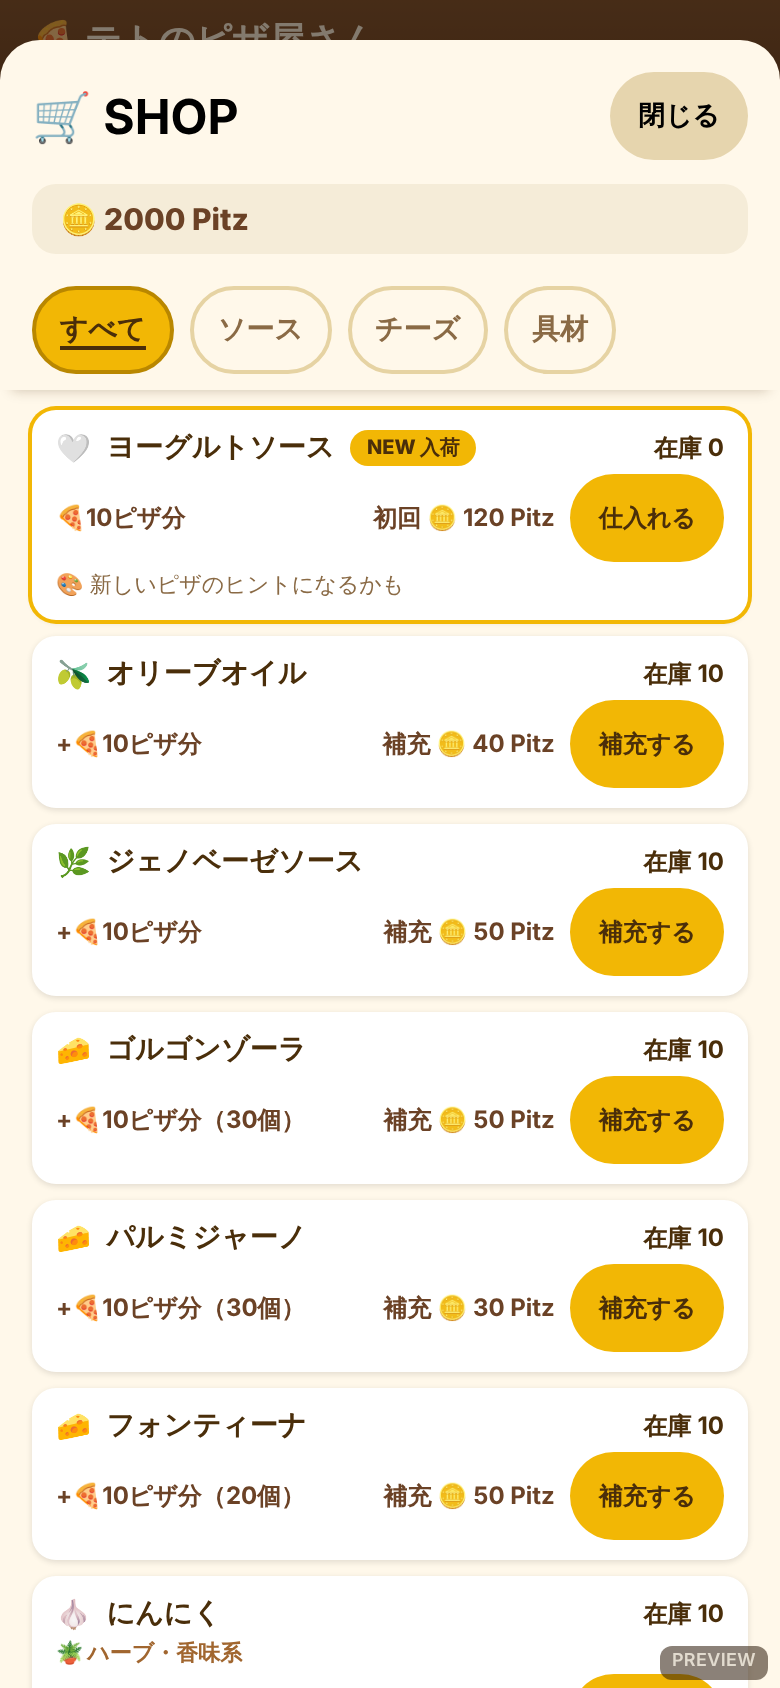 テトのピザ屋さん
SHOP
閉じる
2000 Pitz
すべて
ソース
チーズ
具材
ヨーグルトソース NEW 入荷 在庫 0
10ピザ分 初回 120 Pitz 仕入れる
新しいピザのヒントになるかも
オリーブオイル 在庫 10
+10ピザ分 補充 40 Pitz 補充する
ジェノベーゼソース 在庫 10
+10ピザ分 補充 50 Pitz 補充する
ゴルゴンゾーラ 在庫 10
+10ピザ分（30個） 補充 50 Pitz 補充する
パルミジャーノ 在庫 10
+10ピザ分（30個） 補充 30 Pitz 補充する
フォンティーナ 在庫 10
+10ピザ分（20個） 補充 50 Pitz 補充する
にんにく 在庫 10
ハーブ・香味系
PREVIEW